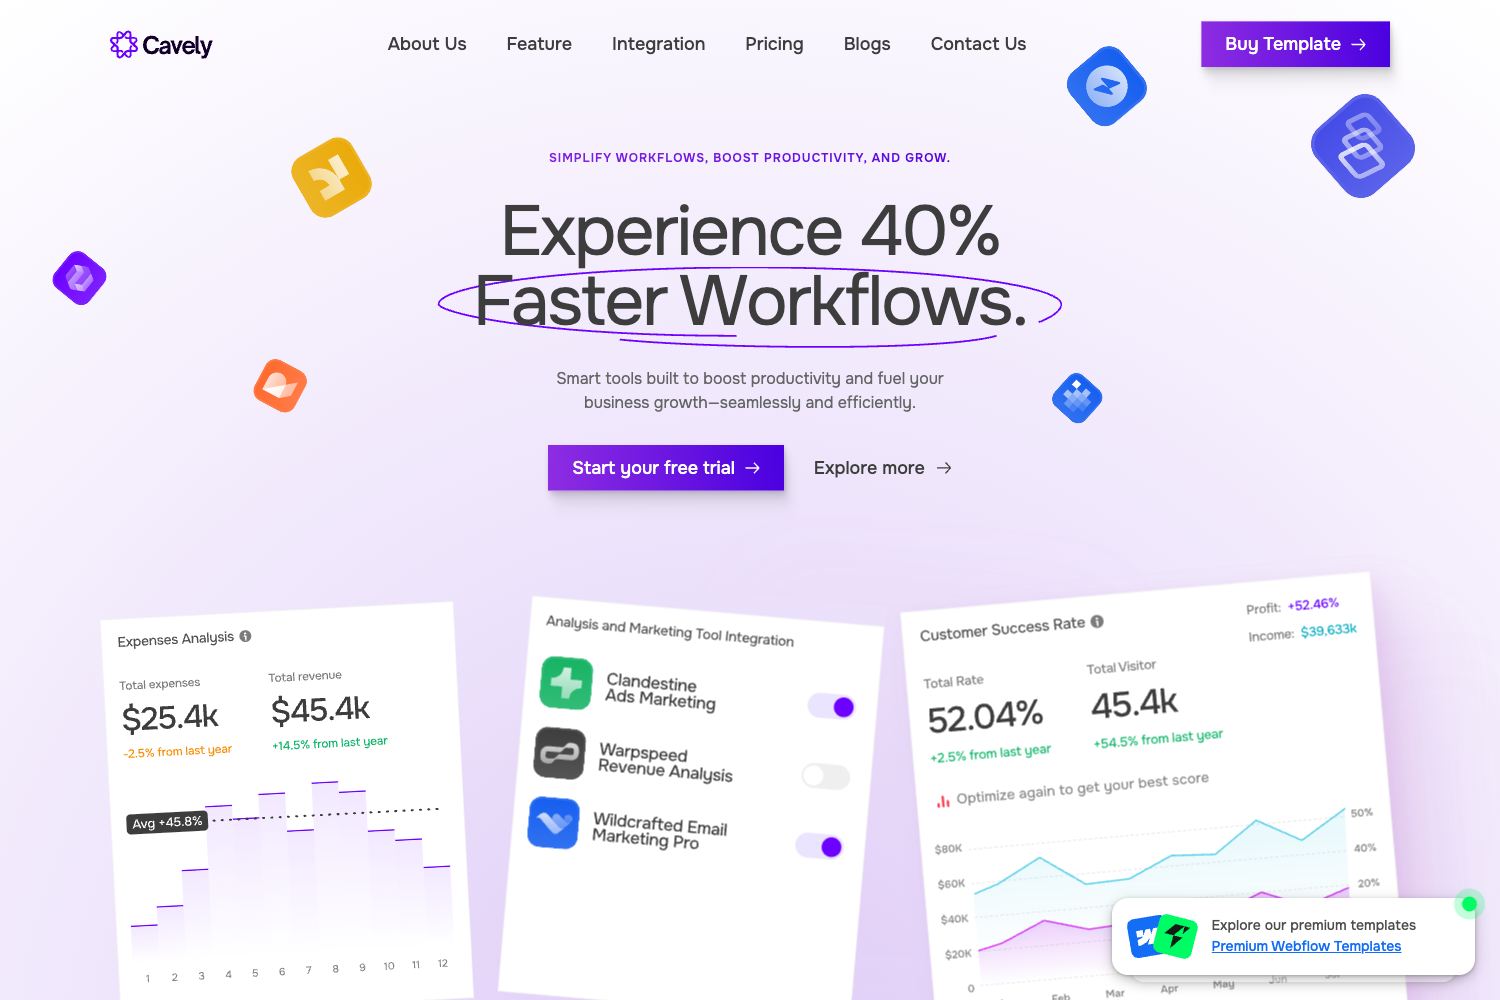 Cavely
About Us
Feature
Integration
Pricing
Blogs
Contact Us
Buy Template
SIMPLIFY WORKFLOWS, BOOST PRODUCTIVITY, AND GROW.
Experience 40%
Faster Workflows.
Smart tools built to boost productivity and fuel your
business growth—seamlessly and efficiently.
Start your free trial
Explore more
Expenses Analysis
Total expenses
$25.4k
-2.5% from last year
Total revenue
$45.4k
+14.5% from last year
Avg +45.8%
1 2 3 4 5 6 7 8 9 10 11 12
Analysis and Marketing Tool Integration
Clandestine
Ads Marketing
Warpspeed
Revenue Analysis
Wildcrafted Email
Marketing Pro
Customer Success Rate
Profit: +52.46%
Income: $39,633k
Total Rate
52.04%
+2.5% from last year
Total Visitor
45.4k
+54.5% from last year
Optimize again to get your best score
$80K
$60K
$40K
$20K
0
50%
40%
20%
Feb
Mar
Apr
May
Jun
Explore our premium templates
Premium Webflow Templates